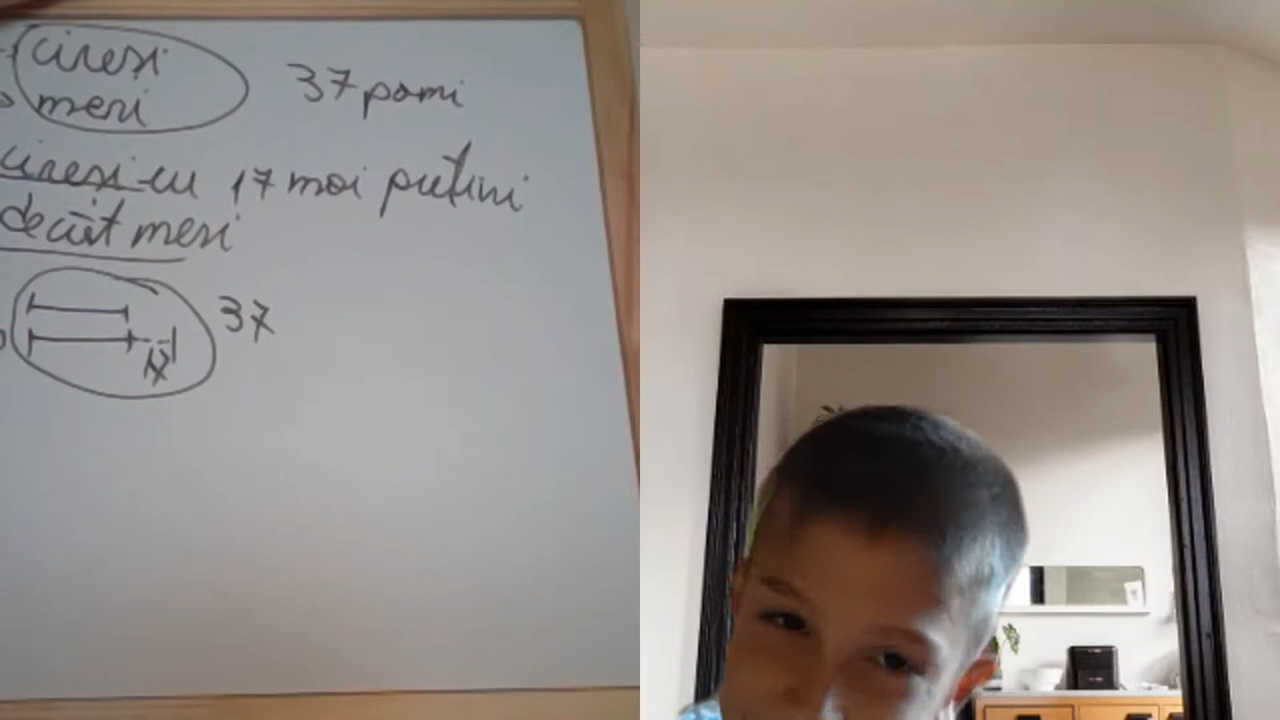 cireși
meri
37 pomi
cireși cu 17 mai puțini
decât meri
37
17